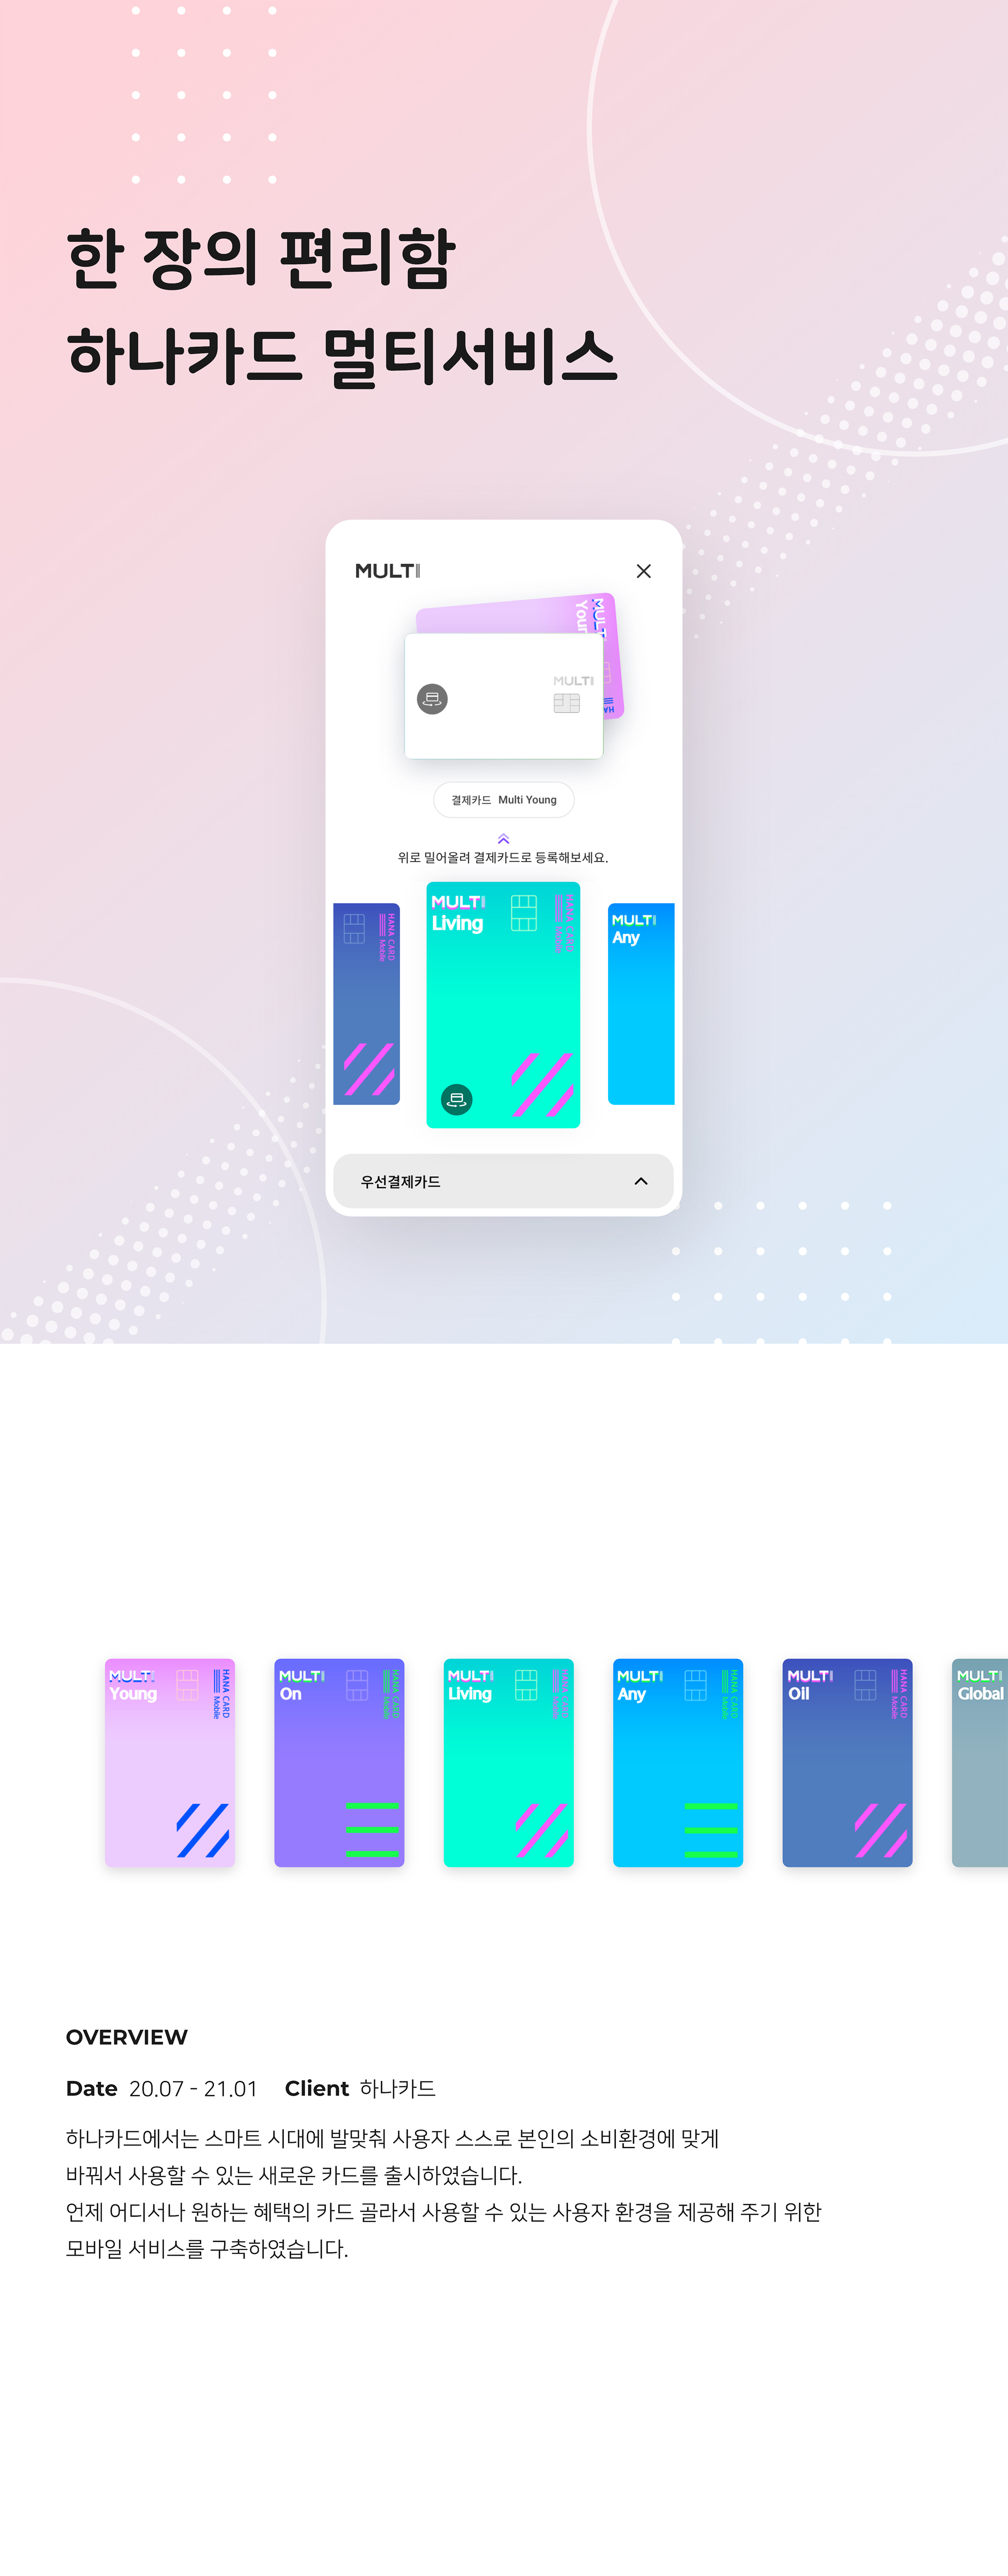 한 장의 편리함
하나카드 멀티서비스
MULTI
MULTI
Your
HA
MULTI
결제카드 Multi Young
위로 밀어올려 결제카드로 등록해보세요.
HANA CARD
Mobile
MULTI
Living
HANA CARD
Mobile
MULTI
Any
우선결제카드
MULTI
Young
HANA CARD
Mobile
MULTI
On
HANA CARD
Mobile
MULTI
Living
HANA CARD
Mobile
MULTI
Any
HANA CARD
Mobile
MULTI
Oil
HANA CARD
Mobile
MULTI
Global
OVERVIEW
Date 20.07 - 21.01 Client 하나카드
하나카드에서는 스마트 시대에 발맞춰 사용자 스스로 본인의 소비환경에 맞게
바꿔서 사용할 수 있는 새로운 카드를 출시하였습니다.
언제 어디서나 원하는 혜택의 카드 골라서 사용할 수 있는 사용자 환경을 제공해 주기 위한
모바일 서비스를 구축하였습니다.